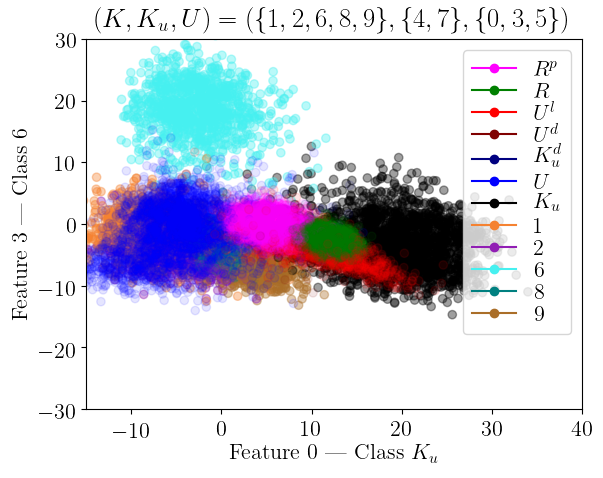 (K, K_u, U) = ({1, 2, 6, 8, 9}, {4, 7}, {0, 3, 5})
30
20
10
0
−10
−20
−30
Feature 3 — Class 6
−10
0
10
20
30
40
Feature 0 — Class K_u
R^p
R
U^l
U^d
K_u^d
U
K_u
1
2
6
8
9